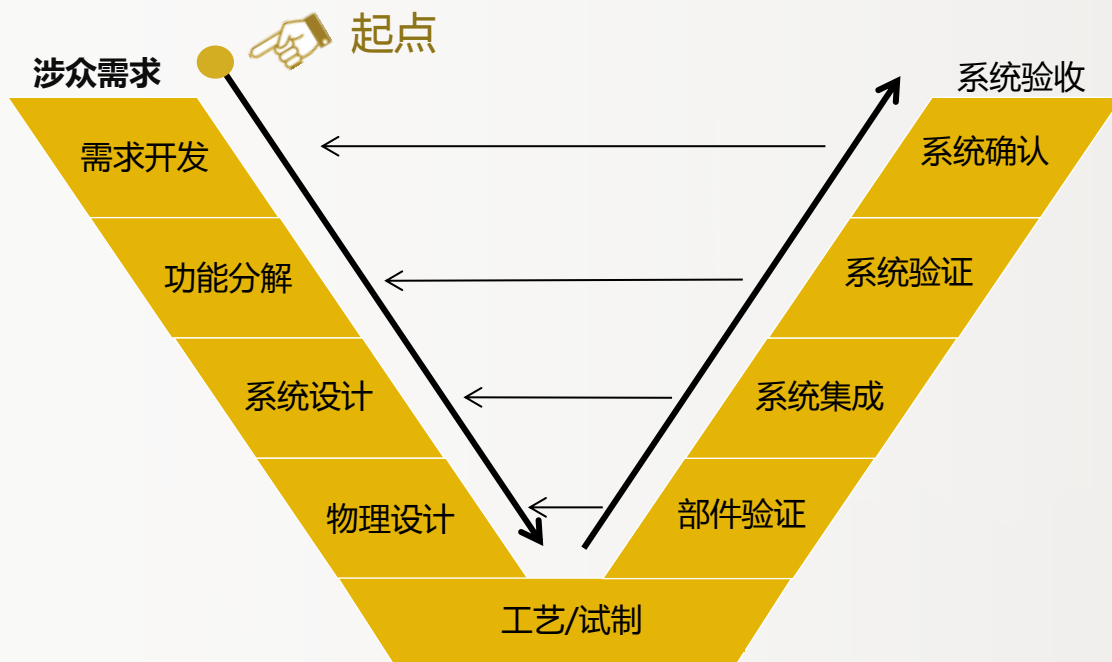 起点
涉众需求
系统验收
需求开发
系统确认
功能分解
系统验证
系统设计
系统集成
物理设计
部件验证
工艺/试制